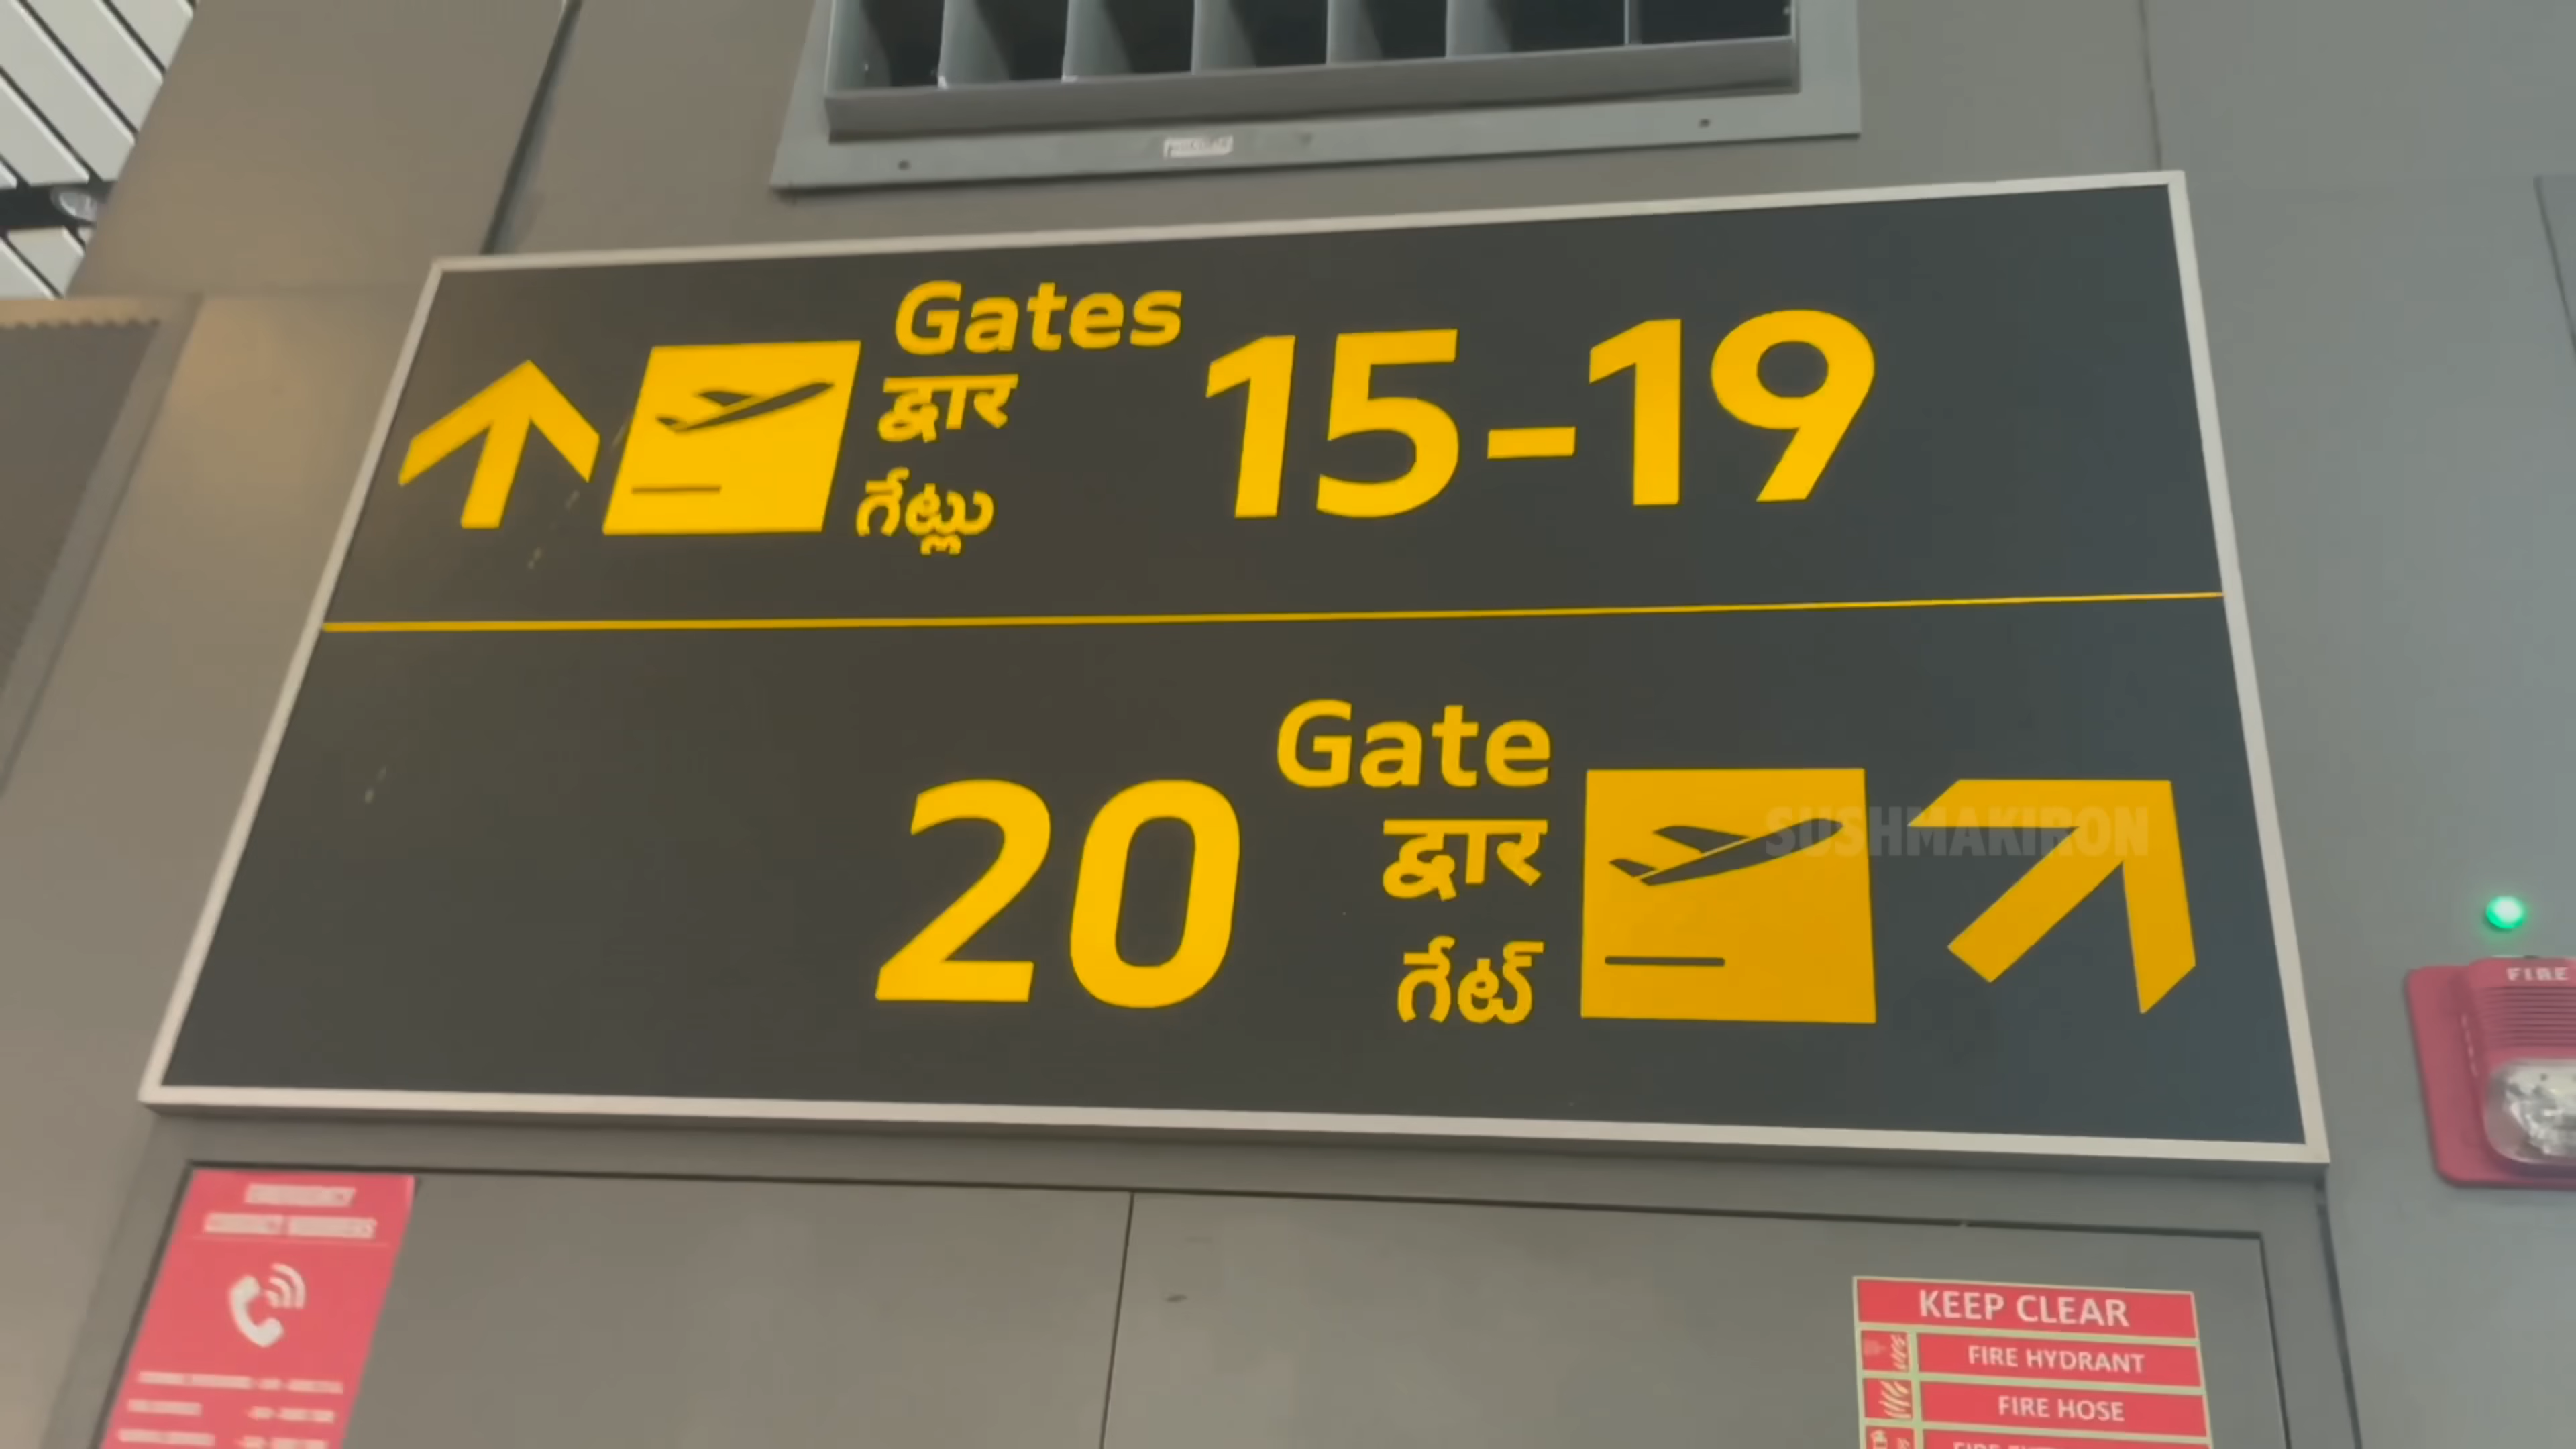 Gates
द्वार
గేట్లు
15-19
Gate
द्वार
గేట్
20
SUSHMAKIRON
FIRE
KEEP CLEAR
FIRE HYDRANT
FIRE HOSE